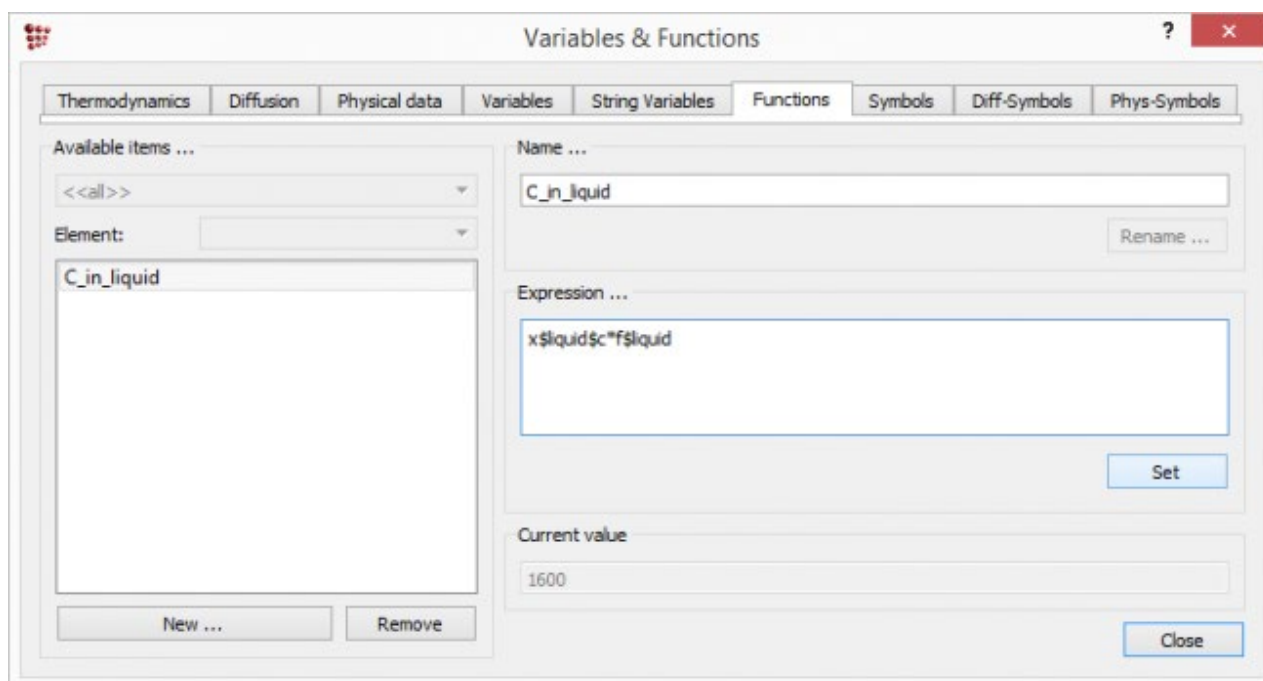 Variables & Functions
?
×
Thermodynamics Diffusion Physical data Variables String Variables Functions Symbols Diff-Symbols Phys-Symbols
Available items ...
<<all>>
Element:
C_in_liquid
New ...
Remove
Name ...
C_in_liquid
Rename ...
Expression ...
x$liquid$c*f$liquid
Set
Current value
1600
Close